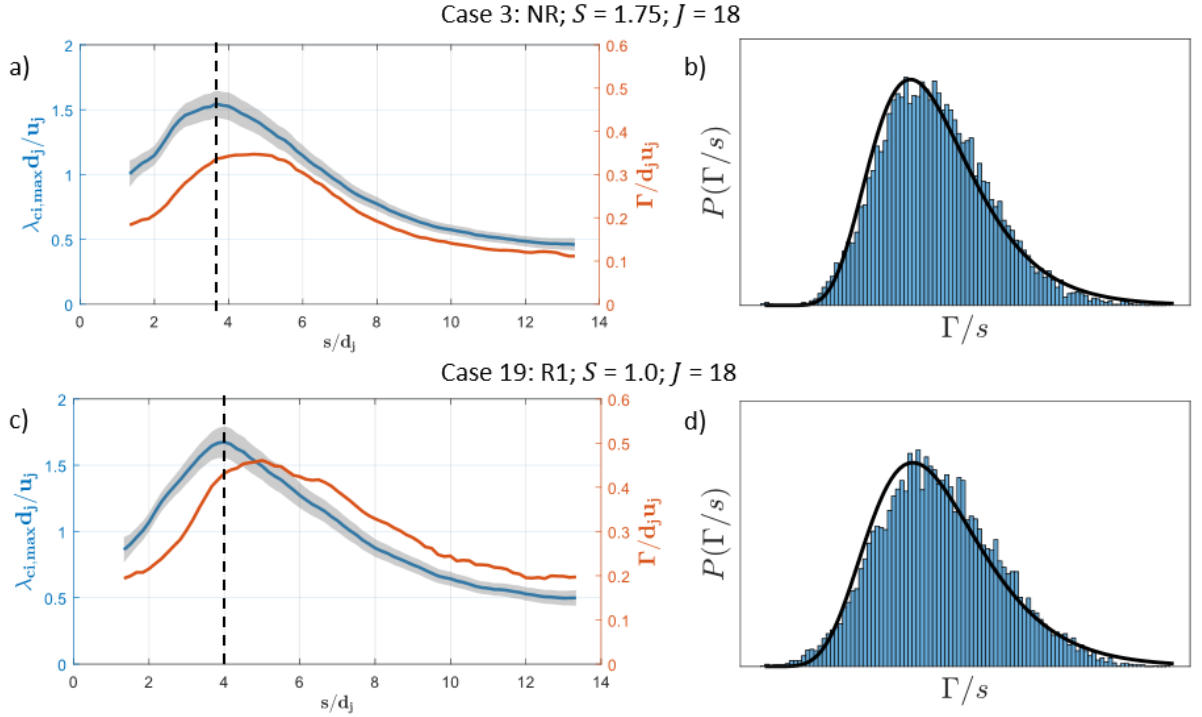 Case 3: NR; S = 1.75; J = 18
a)
2
1.5
1
0.5
0
λci,max dj/uj
0.6
0.5
0.4
0.3
0.2
0.1
0
Γ/djuj
0 2 4 6 8 10 12 14
s/dj
b)
P(Γ/s)
Γ/s
Case 19: R1; S = 1.0; J = 18
c)
2
1.5
1
0.5
0
λci,max dj/uj
0.6
0.5
0.4
0.3
0.2
0.1
0
Γ/djuj
0 2 4 6 8 10 12 14
s/dj
d)
P(Γ/s)
Γ/s